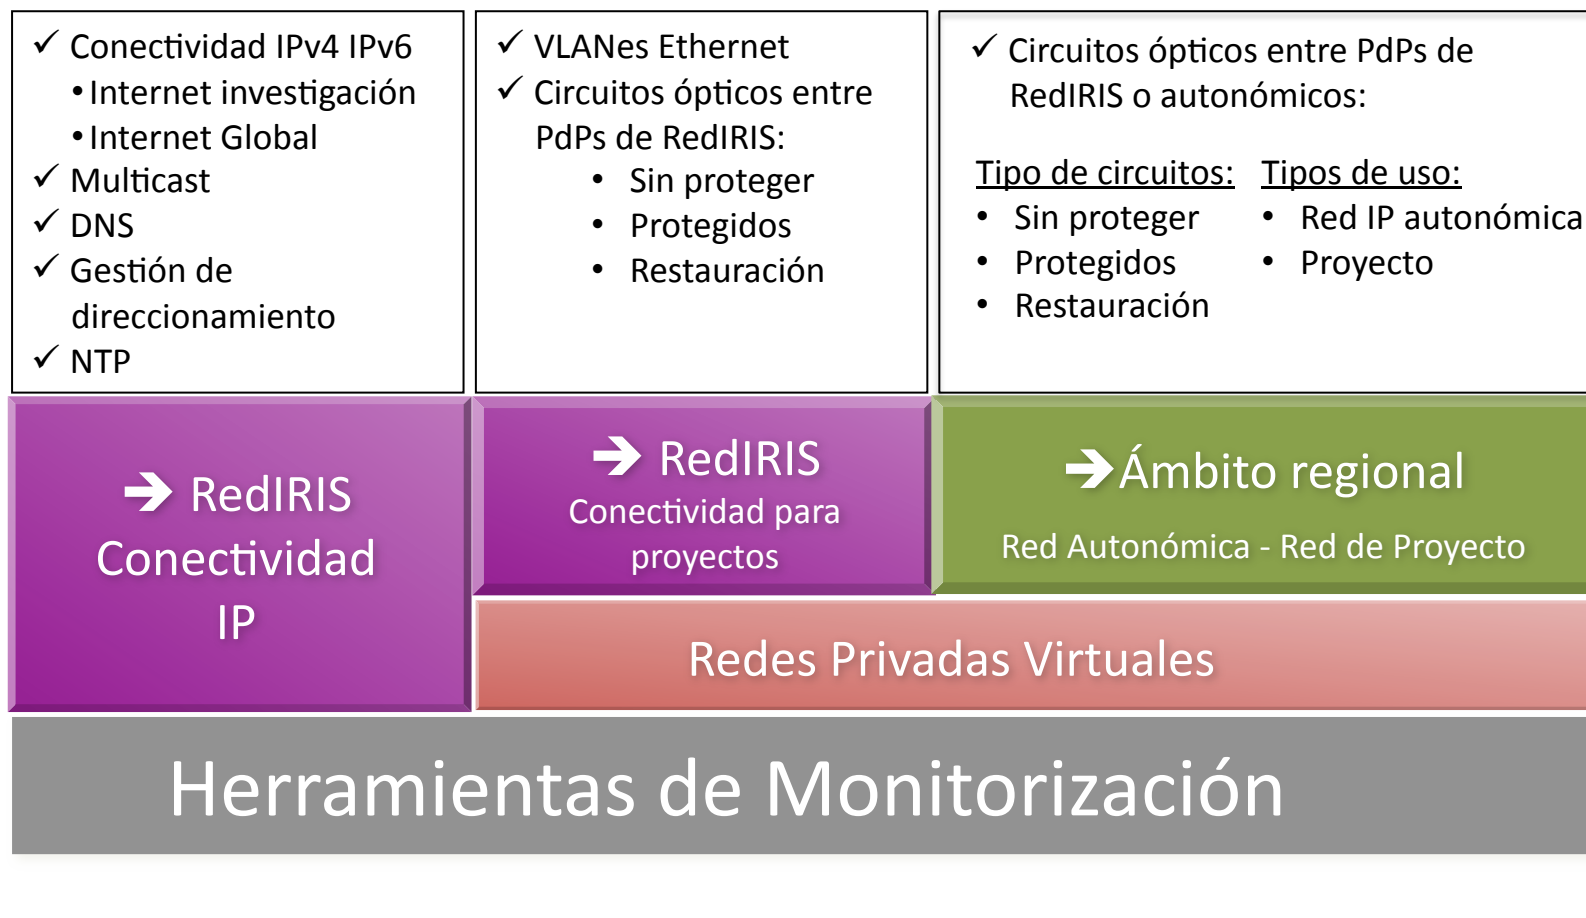 ✓ Conectividad IPv4 IPv6
• Internet investigación
• Internet Global
✓ Multicast
✓ DNS
✓ Gestión de
direccionamiento
✓ NTP
✓ VLANes Ethernet
✓ Circuitos ópticos entre
PdPs de RedIRIS:
• Sin proteger
• Protegidos
• Restauración
✓ Circuitos ópticos entre PdPs de
RedIRIS o autonómicos:
Tipo de circuitos:
• Sin proteger
• Protegidos
• Restauración
Tipos de uso:
• Red IP autonómica
• Proyecto
➔ RedIRIS
Conectividad
IP
➔ RedIRIS
Conectividad para
proyectos
➔Ámbito regional
Red Autonómica - Red de Proyecto
Redes Privadas Virtuales
Herramientas de Monitorización